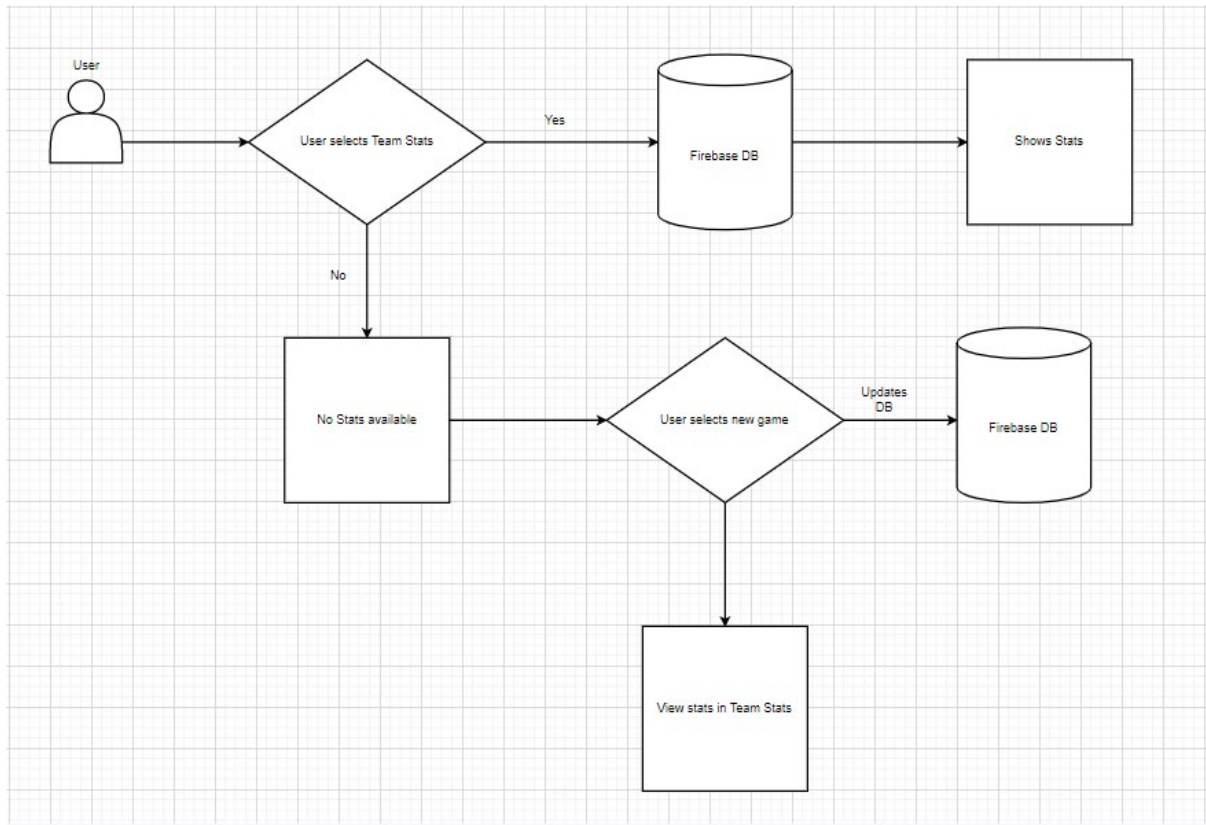 User
User selects Team Stats
Yes
Firebase DB
Shows Stats
No
No Stats available
User selects new game
Updates
DB
Firebase DB
View stats in Team Stats